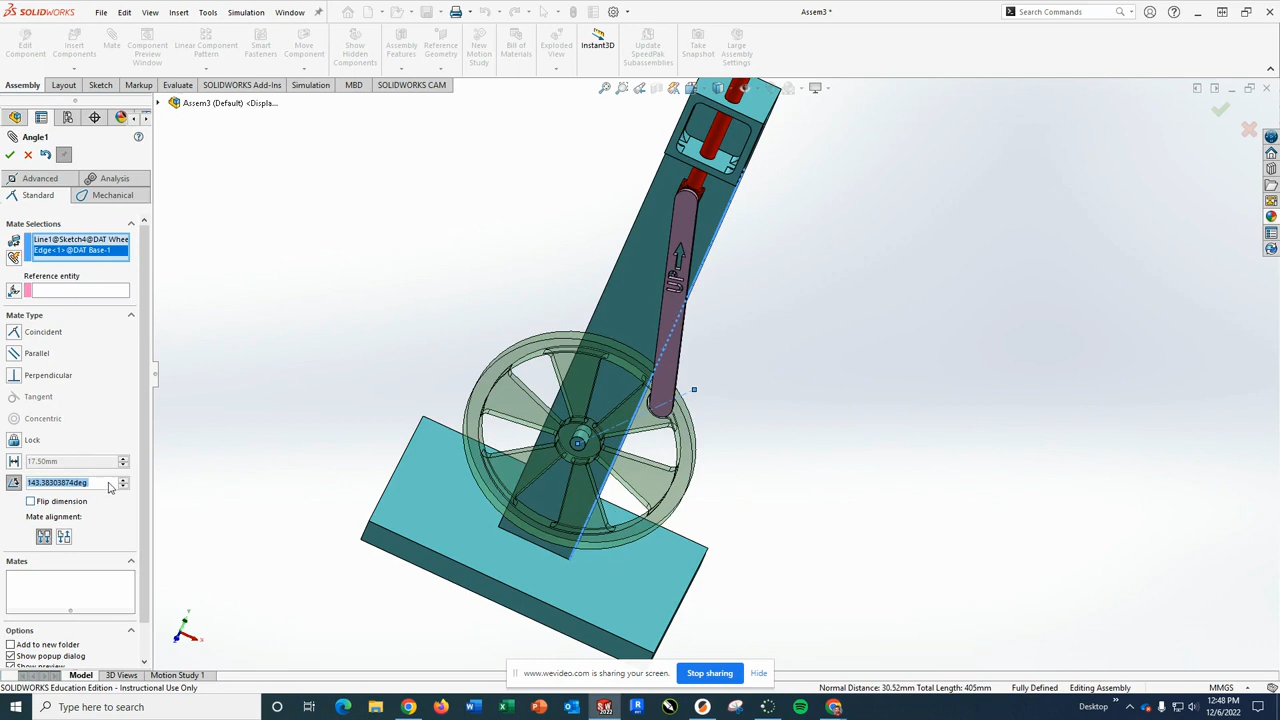 SOLIDWORKS File Edit View Insert Tools Simulation Window Assem3 * Search Commands
Edit Component
Insert Components
Mate
Component Preview Window
Linear Component Pattern
Smart Fasteners
Move Component
Show Hidden Components
Assembly Features
Reference Geometry
New Motion Study
Bill of Materials
Exploded View
Instant3D
Update SpeedPak Subassemblies
Take Snapshot
Large Assembly Settings
Assembly Layout Sketch Markup Evaluate SOLIDWORKS Add-Ins Simulation MBD SOLIDWORKS CAM
Assem3 (Default) <Displa...
Angle1
Advanced Analysis
Standard Mechanical
Mate Selections
Line1@Sketch4@DAT Whee
Edge<1>@DAT Base-1
Reference entity
Mate Type
Coincident
Parallel
Perpendicular
Tangent
Concentric
Lock
17.50mm
143.38303874deg
Flip dimension
Mate alignment:
Mates
Options
Add to new folder
Show popup dialog
Show preview
UP
Y
X
Z
www.wevideo.com is sharing your screen. Stop sharing Hide
Model 3D Views Motion Study 1
SOLIDWORKS Education Edition - Instructional Use Only Normal Distance: 30.52mm Total Length: 405mm Fully Defined Editing Assembly MMGS
Type here to search Desktop 12:48 PM
12/6/2022